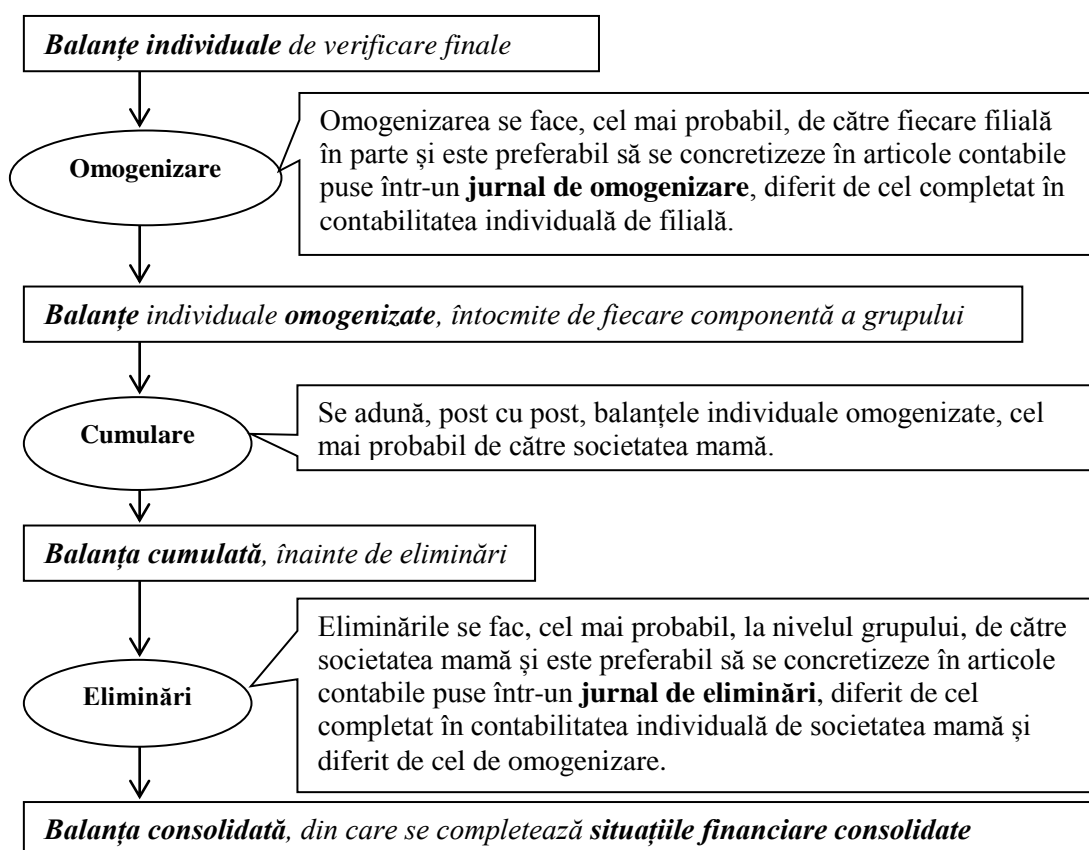 Balanțe individuale de verificare finale
Omogenizare
Omogenizarea se face, cel mai probabil, de către fiecare filială
în parte și este preferabil să se concretizeze în articole contabile
puse într-un jurnal de omogenizare, diferit de cel completat în
contabilitatea individuală de filială.
Balanțe individuale omogenizate, întocmite de fiecare componentă a grupului
Cumulare
Se adună, post cu post, balanțele individuale omogenizate, cel
mai probabil de către societatea mamă.
Balanța cumulată, înainte de eliminări
Eliminări
Eliminările se fac, cel mai probabil, la nivelul grupului, de către
societatea mamă și este preferabil să se concretizeze în articole
contabile puse într-un jurnal de eliminări, diferit de cel
completat în contabilitatea individuală de societatea mamă și
diferit de cel de omogenizare.
Balanța consolidată, din care se completează situațiile financiare consolidate